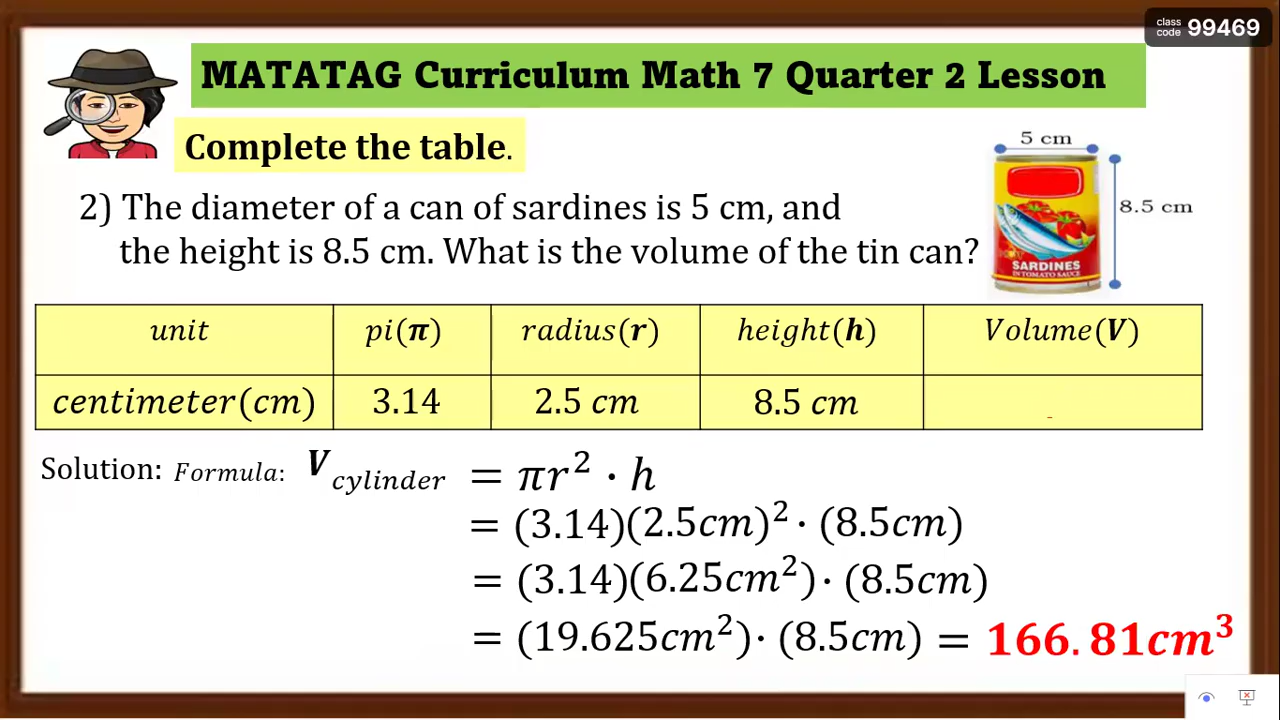 class code 99469
MATATAG Curriculum Math 7 Quarter 2 Lesson
Complete the table.
5 cm
2) The diameter of a can of sardines is 5 cm, and
the height is 8.5 cm. What is the volume of the tin can?
8.5 cm
SARDINES
IN TOMATO SAUCE
unit pi(π) radius(r) height(h) Volume(V)
centimeter(cm) 3.14 2.5 cm 8.5 cm
Solution: Formula: V cylinder = πr² · h
= (3.14)(2.5cm)² · (8.5cm)
= (3.14)(6.25cm²) · (8.5cm)
= (19.625cm²) · (8.5cm) = 166.81cm³